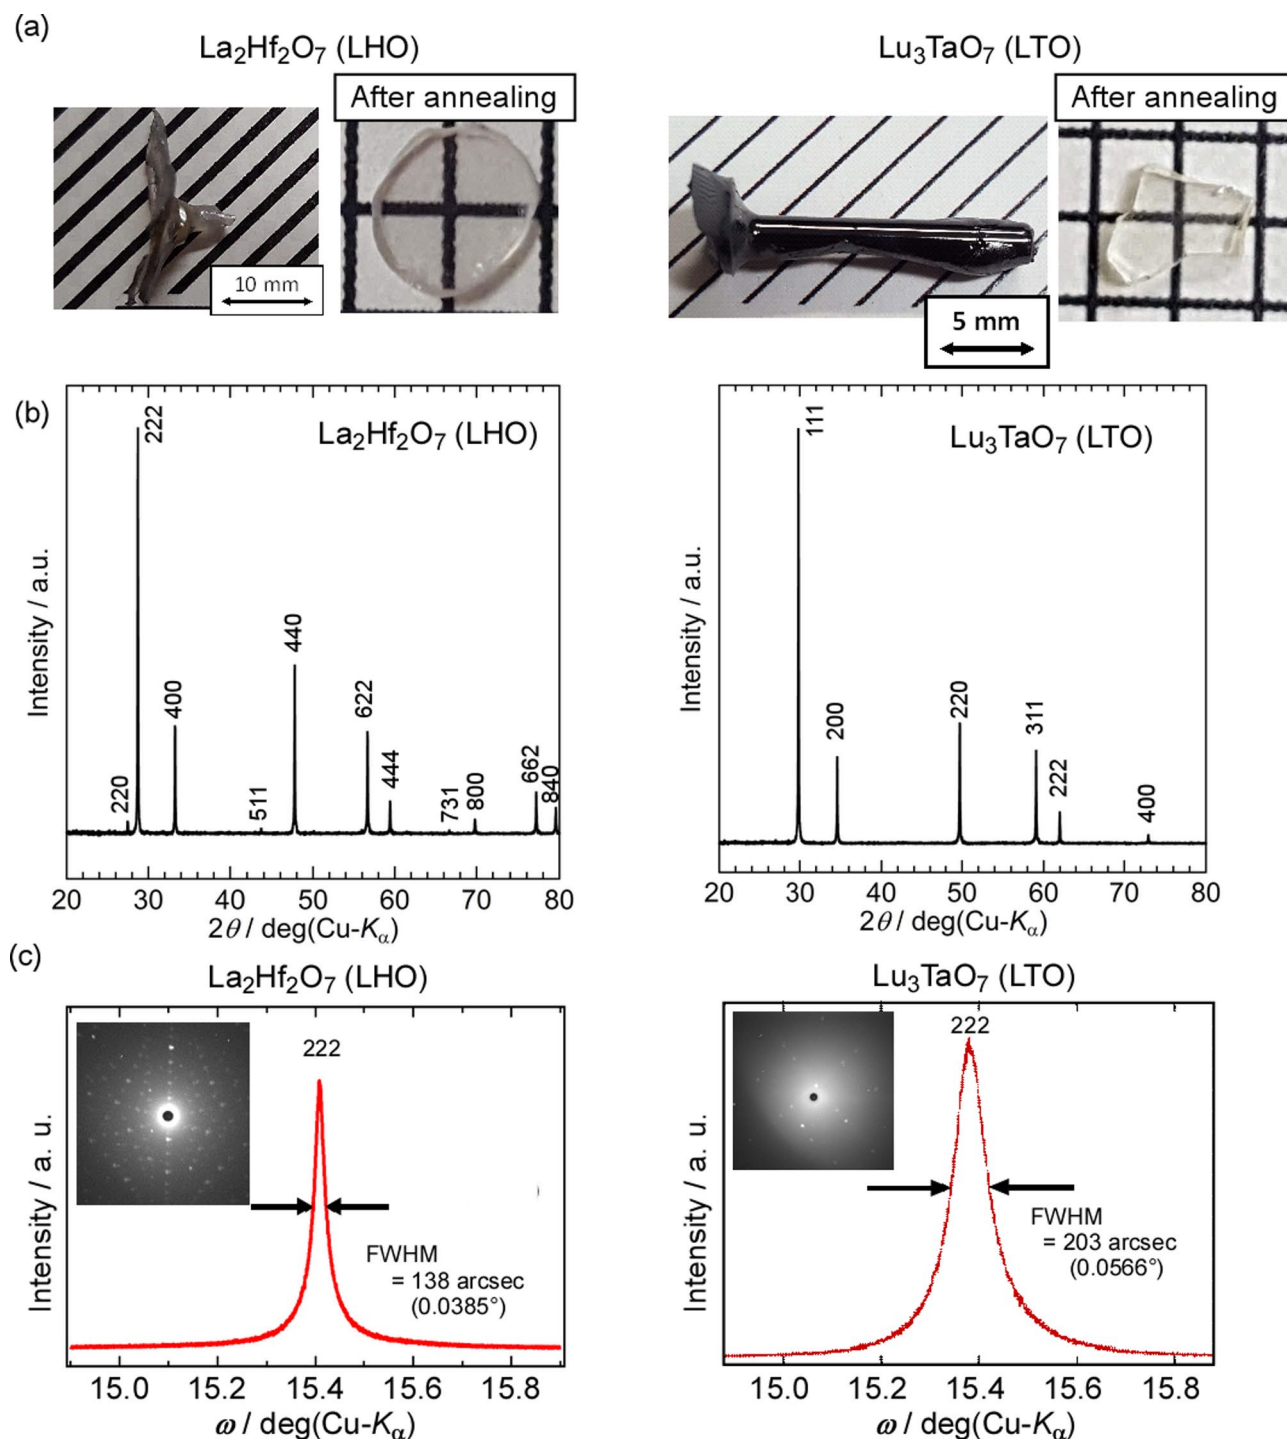 (a)
La₂Hf₂O₇ (LHO)
After annealing
10 mm
Lu₃TaO₇ (LTO)
After annealing
5 mm
(b)
La₂Hf₂O₇ (LHO)
220
222
400
511
440
622
444
731
800
662
840
Intensity / a.u.
20 30 40 50 60 70 80
2θ / deg(Cu-Kα)
Lu₃TaO₇ (LTO)
111
200
220
311
222
400
Intensity / a.u.
20 30 40 50 60 70 80
2θ / deg(Cu-Kα)
(c)
La₂Hf₂O₇ (LHO)
222
FWHM
= 138 arcsec
(0.0385°)
Intensity / a. u.
15.0 15.2 15.4 15.6 15.8
ω / deg(Cu-Kα)
Lu₃TaO₇ (LTO)
222
FWHM
= 203 arcsec
(0.0566°)
Intensity / a. u.
15.0 15.2 15.4 15.6 15.8
ω / deg(Cu-Kα)